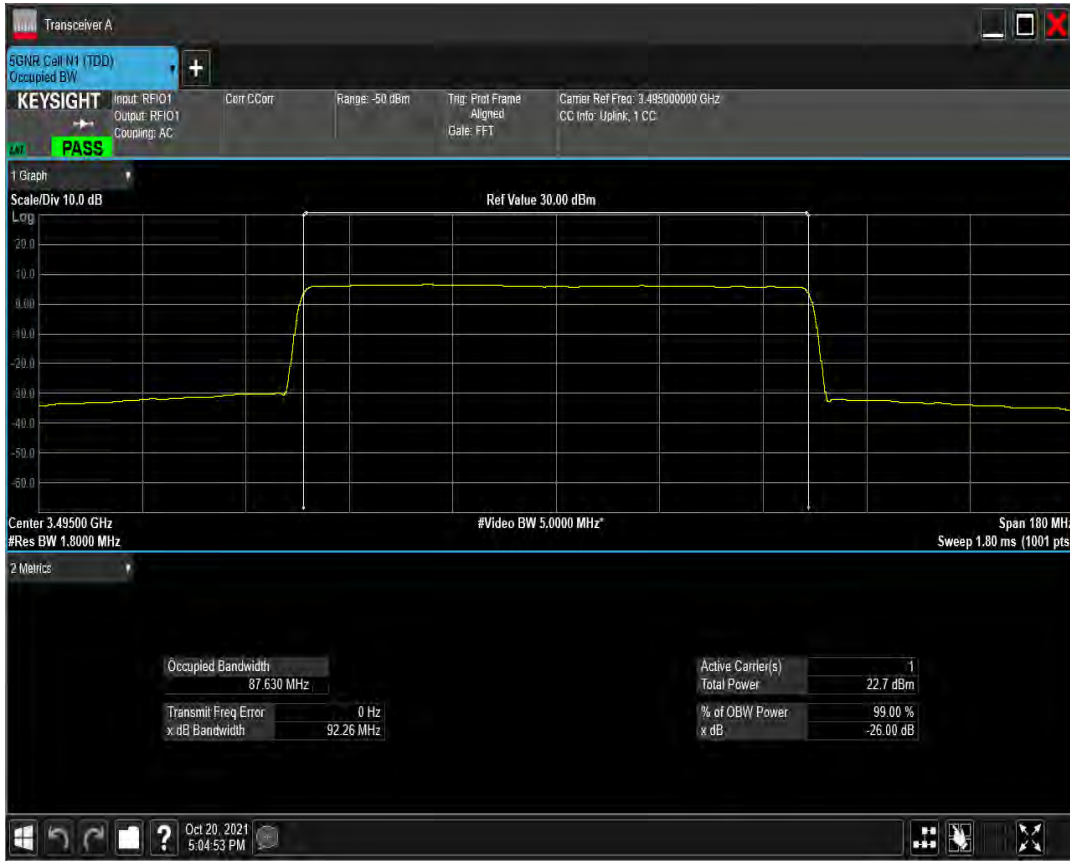 Transceiver A
5GNR Cell N1 (TDD)
Occupied BW
KEYSIGHT
Input: RFIO1
Output: RFIO1
Coupling: AC
Corr CCorr
Range: -50 dBm
Trig: Prot Frame
Aligned
Gate: FFT
Carrier Ref Freq: 3.495000000 GHz
CC Info: Uplink, 1 CC
PASS
1 Graph
Scale/Div 10.0 dB
Ref Value 30.00 dBm
Log
20.0
10.0
0.00
-10.0
-20.0
-30.0
-40.0
-50.0
-60.0
Center 3.49500 GHz
#Video BW 5.0000 MHz*
Span 180 MHz
#Res BW 1.8000 MHz
Sweep 1.80 ms (1001 pts
2 Metrics
Occupied Bandwidth
87.630 MHz
Transmit Freq Error 0 Hz
x dB Bandwidth 92.26 MHz
Active Carrier(s) 1
Total Power 22.7 dBm
% of OBW Power 99.00 %
x dB -26.00 dB
?
Oct 20, 2021
5:04:53 PM